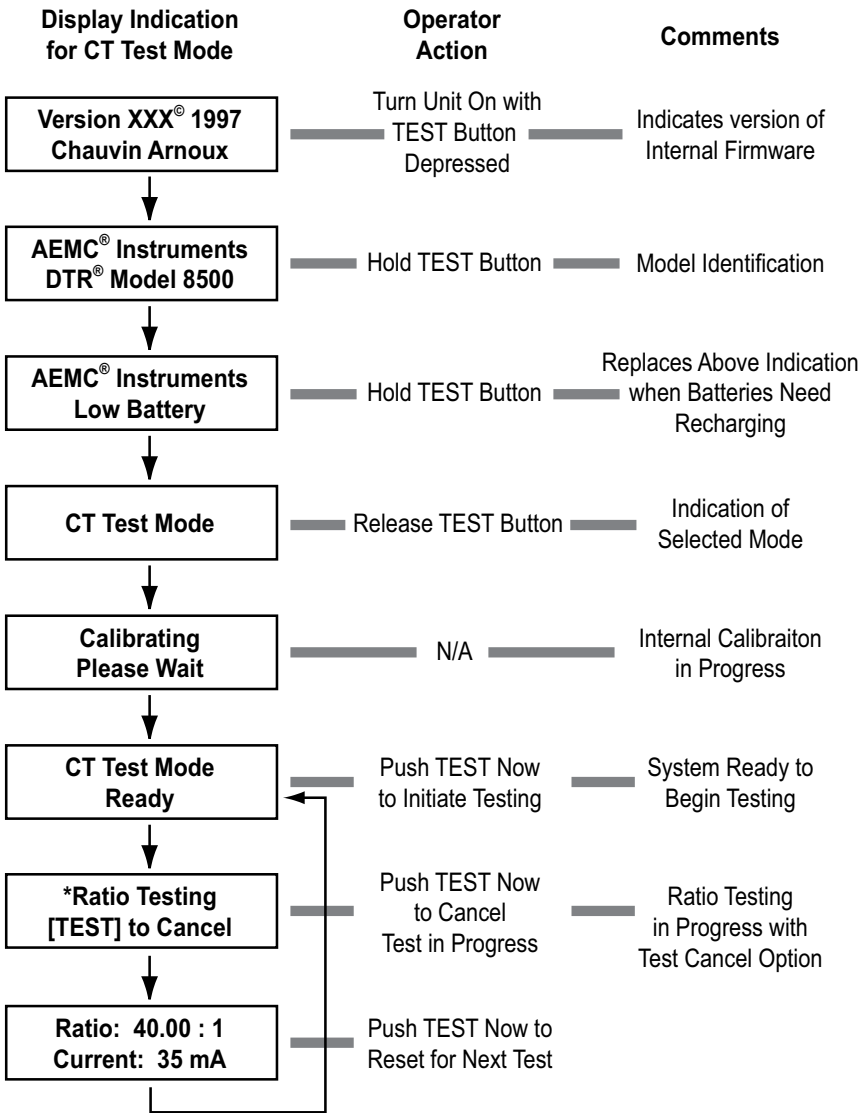 Display Indication
for CT Test Mode
Operator
Action
Comments
Version XXX© 1997
Chauvin Arnoux
Turn Unit On with
TEST Button
Depressed
Indicates version of
Internal Firmware
AEMC® Instruments
DTR® Model 8500
Hold TEST Button
Model Identification
AEMC® Instruments
Low Battery
Hold TEST Button
Replaces Above Indication
when Batteries Need
Recharging
CT Test Mode
Release TEST Button
Indication of
Selected Mode
Calibrating
Please Wait
N/A
Internal Calibraiton
in Progress
CT Test Mode
Ready
Push TEST Now
to Initiate Testing
System Ready to
Begin Testing
*Ratio Testing
[TEST] to Cancel
Push TEST Now
to Cancel
Test in Progress
Ratio Testing
in Progress with
Test Cancel Option
Ratio: 40.00 : 1
Current: 35 mA
Push TEST Now to
Reset for Next Test